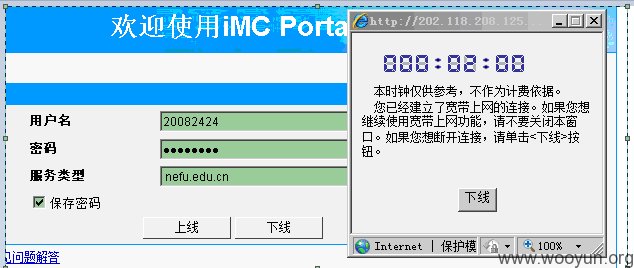 欢迎使用iMC Porta
用户名
20082424
密码
●●●●●●●●
服务类型
nefu.edu.cn
保存密码
上线
下线
见问题解答
http://202.118.208.125...
000:02:00
本时钟仅供参考，不作为计费依据。
您已经建立了宽带上网的连接。如果您想
继续使用宽带上网功能，请不要关闭本窗
口。如果您想断开连接，请单击<下线>按
钮。
下线
Internet | 保护模
100%
www.wooyun.org